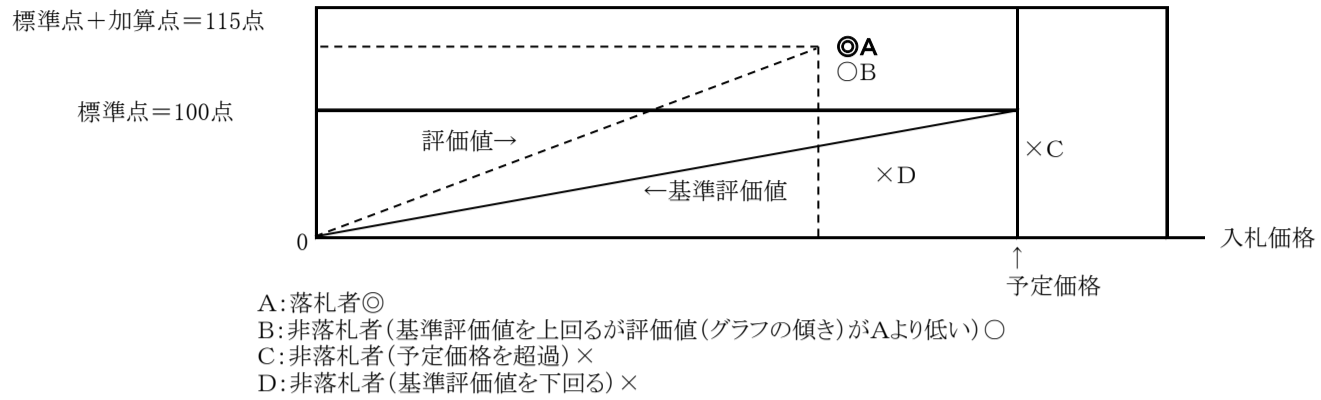 標準点＋加算点＝115点
◎A
○B
標準点＝100点
評価値→
×C
×D
←基準評価値
0
入札価格
↑
予定価格
A：落札者◎
B：非落札者（基準評価値を上回るが評価値（グラフの傾き）がAより低い）○
C：非落札者（予定価格を超過）×
D：非落札者（基準評価値を下回る）×